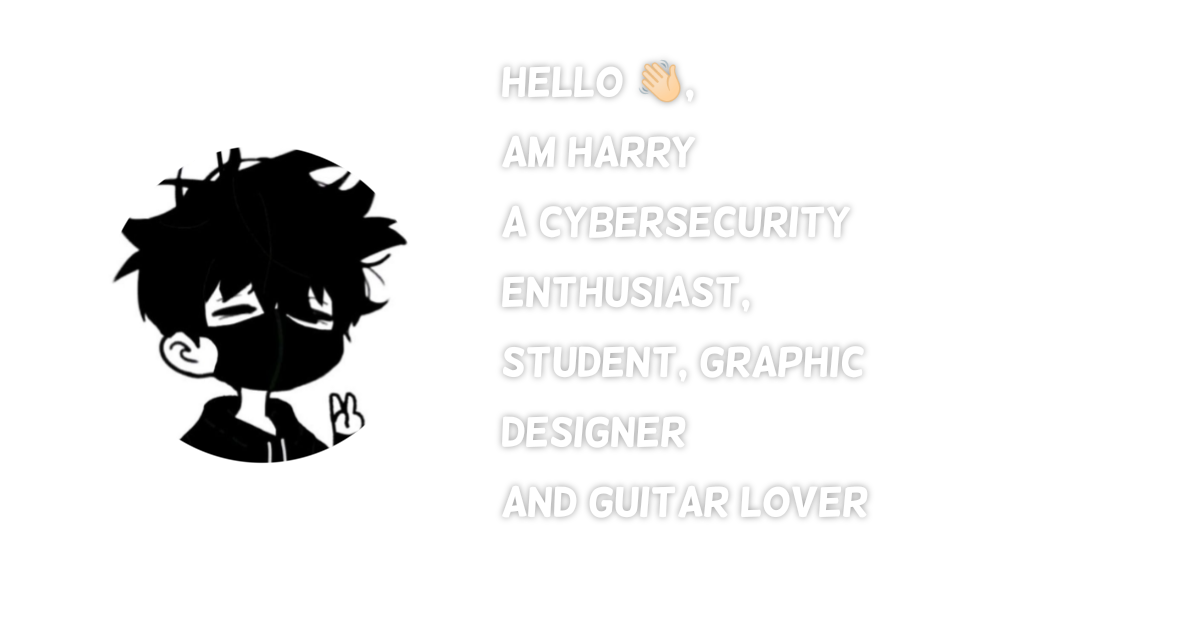 HELLO 👋🏼,
AM HARRY
A CYBERSECURITY
ENTHUSIAST,
STUDENT, GRAPHIC
DESIGNER
AND GUITAR LOVER